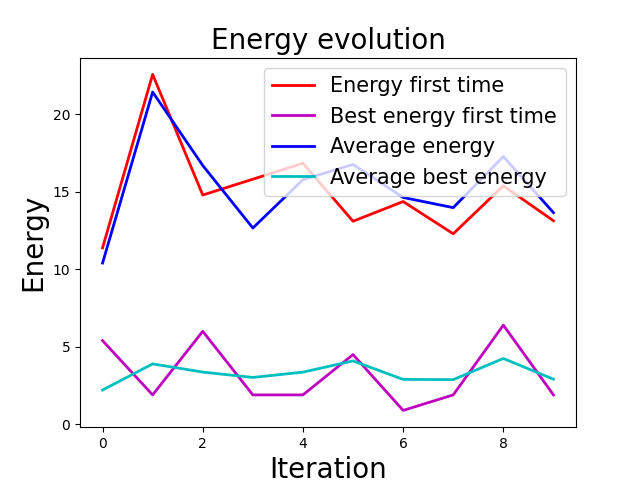 Energy evolution
Energy first time
Best energy first time
Average energy
Average best energy
Energy
20
15
10
5
0
0 2 4 6 8
Iteration